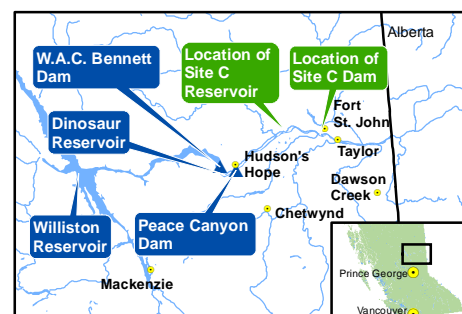 Alberta
W.A.C. Bennett
Dam
Location of
Site C
Reservoir
Location of
Site C Dam
Dinosaur
Reservoir
Fort
St. John
Taylor
Hudson's
Hope
Dawson
Creek
Williston
Reservoir
Peace Canyon
Dam
Chetwynd
Mackenzie
Prince George
Vancouver